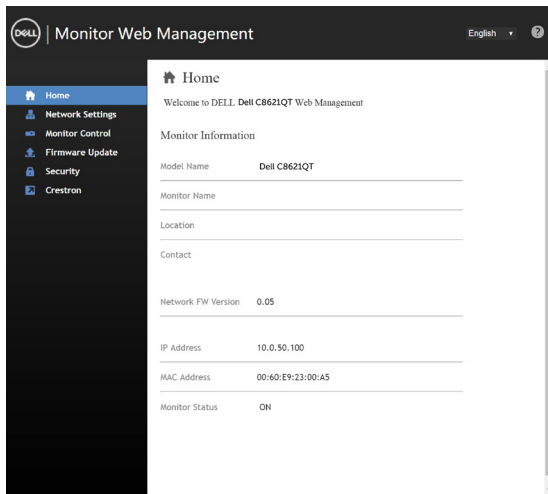 DELL | Monitor Web Management
English
?
Home
Network Settings
Monitor Control
Firmware Update
Security
Crestron
Home
Welcome to DELL Dell C8621QT Web Management
Monitor Information
Model Name Dell C8621QT
Monitor Name
Location
Contact
Network FW Version 0.05
IP Address 10.0.50.100
MAC Address 00:60:E9:23:00:A5
Monitor Status ON